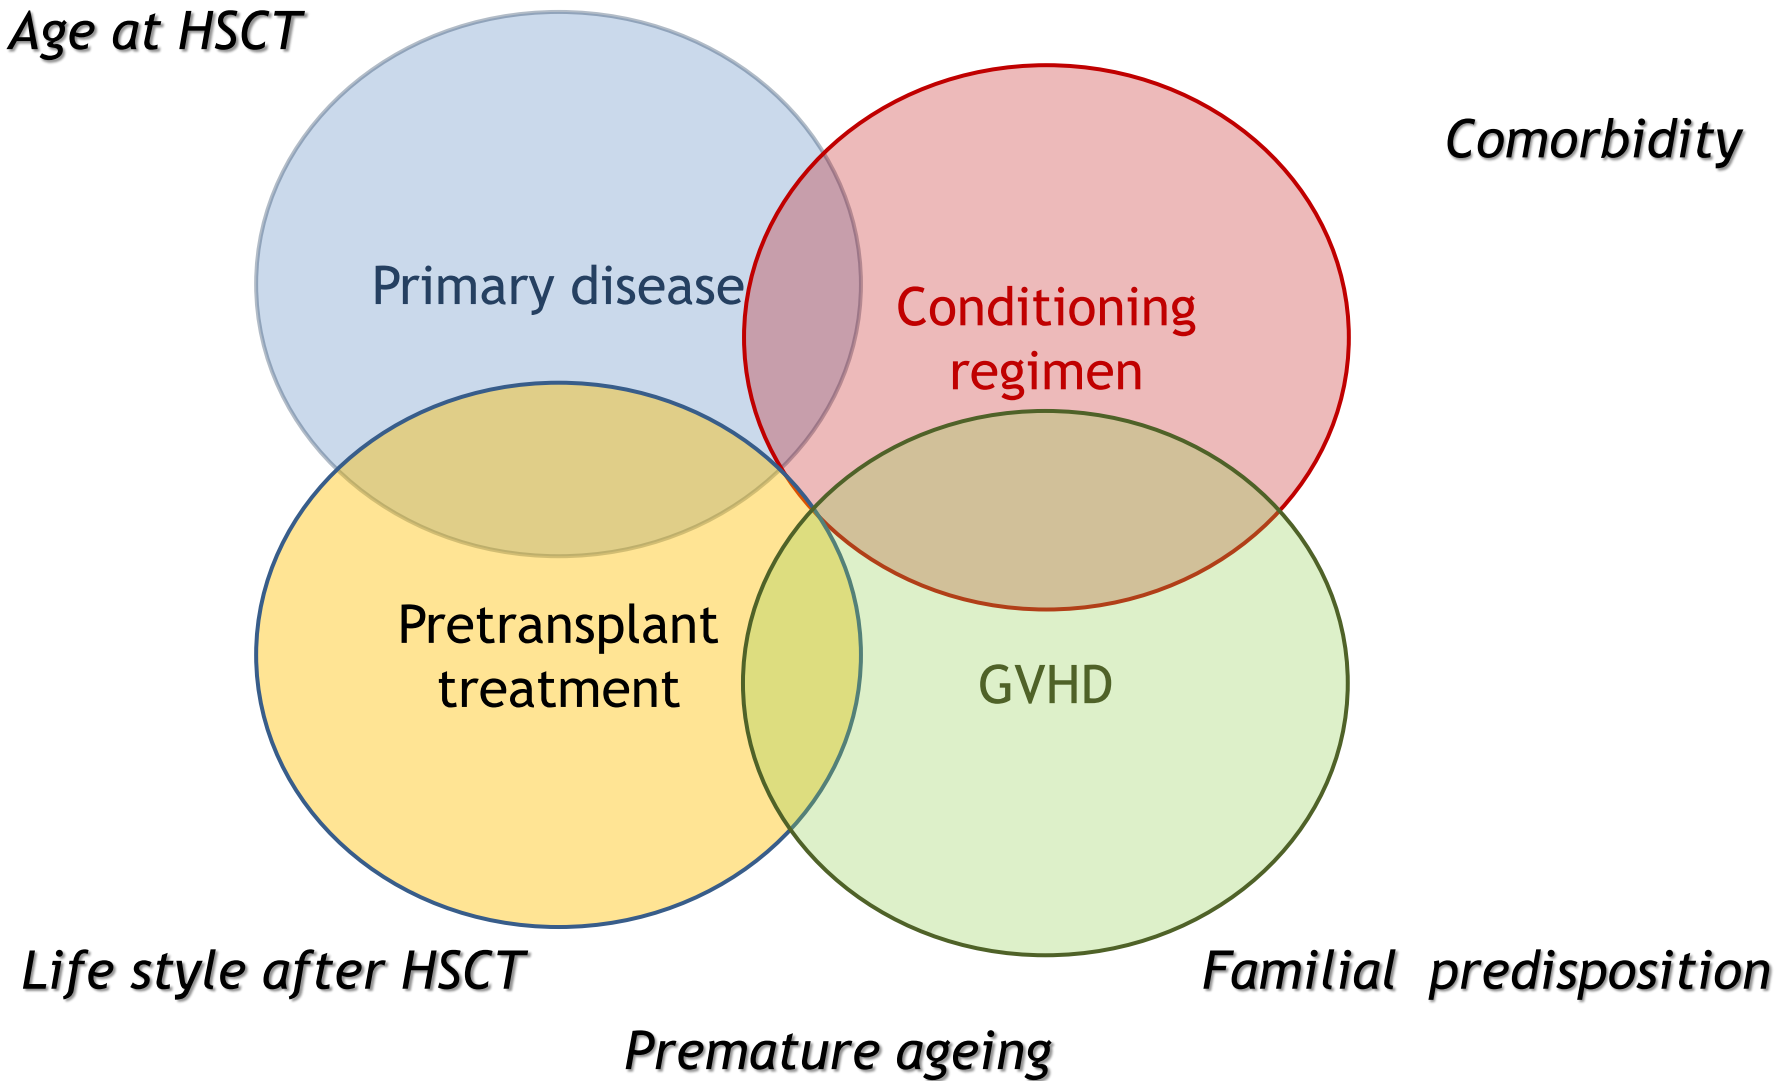 Age at HSCT
Comorbidity
Primary disease
Conditioning
regimen
Pretransplant
treatment
GVHD
Life style after HSCT
Familial  predisposition
Premature ageing